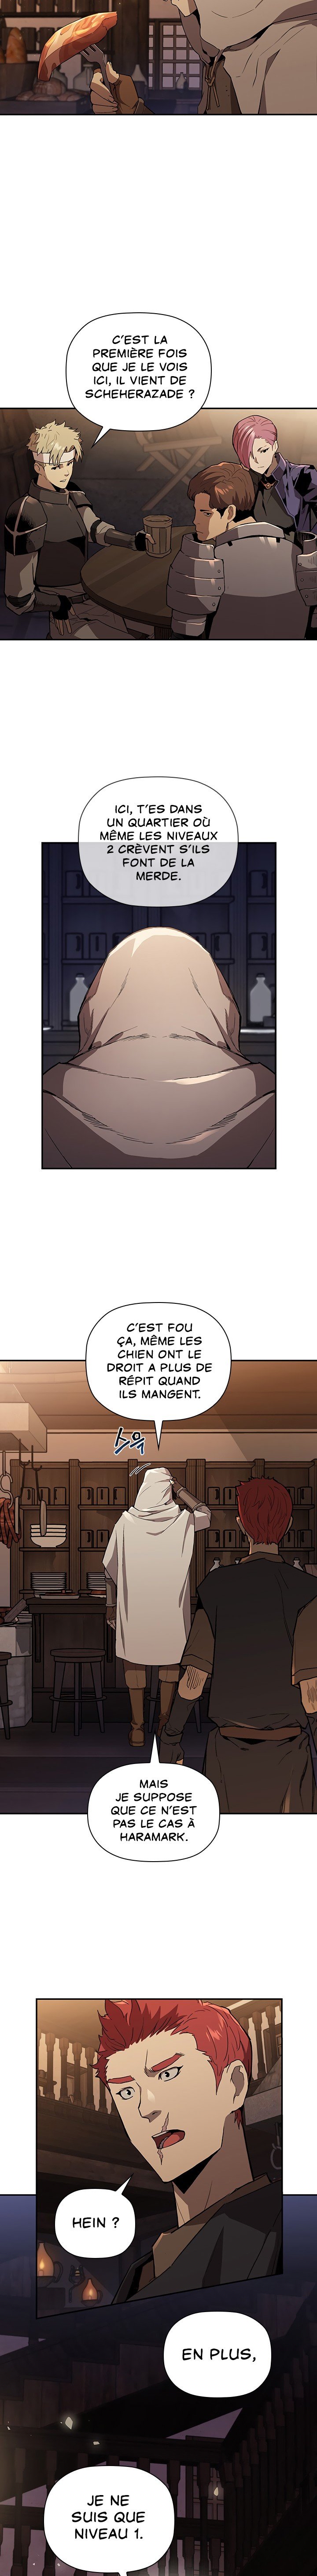 C'EST LA
PREMIÈRE FOIS
QUE JE LE VOIS
ICI, IL VIENT DE
SCHEHERAZADE ?
ICI, T'ES DANS
UN QUARTIER OÙ
MÊME LES NIVEAUX
2 CRÈVENT S'ILS
FONT DE LA
MERDE.
C'EST FOU
ÇA, MÊME LES
CHIEN ONT LE
DROIT A PLUS DE
RÉPIT QUAND
ILS MANGENT.
스윽
MAIS
JE SUPPOSE
QUE CE N'EST
PAS LE CAS À
HARAMARK.
HEIN ?
EN PLUS,
JE NE
SUIS QUE
NIVEAU 1.